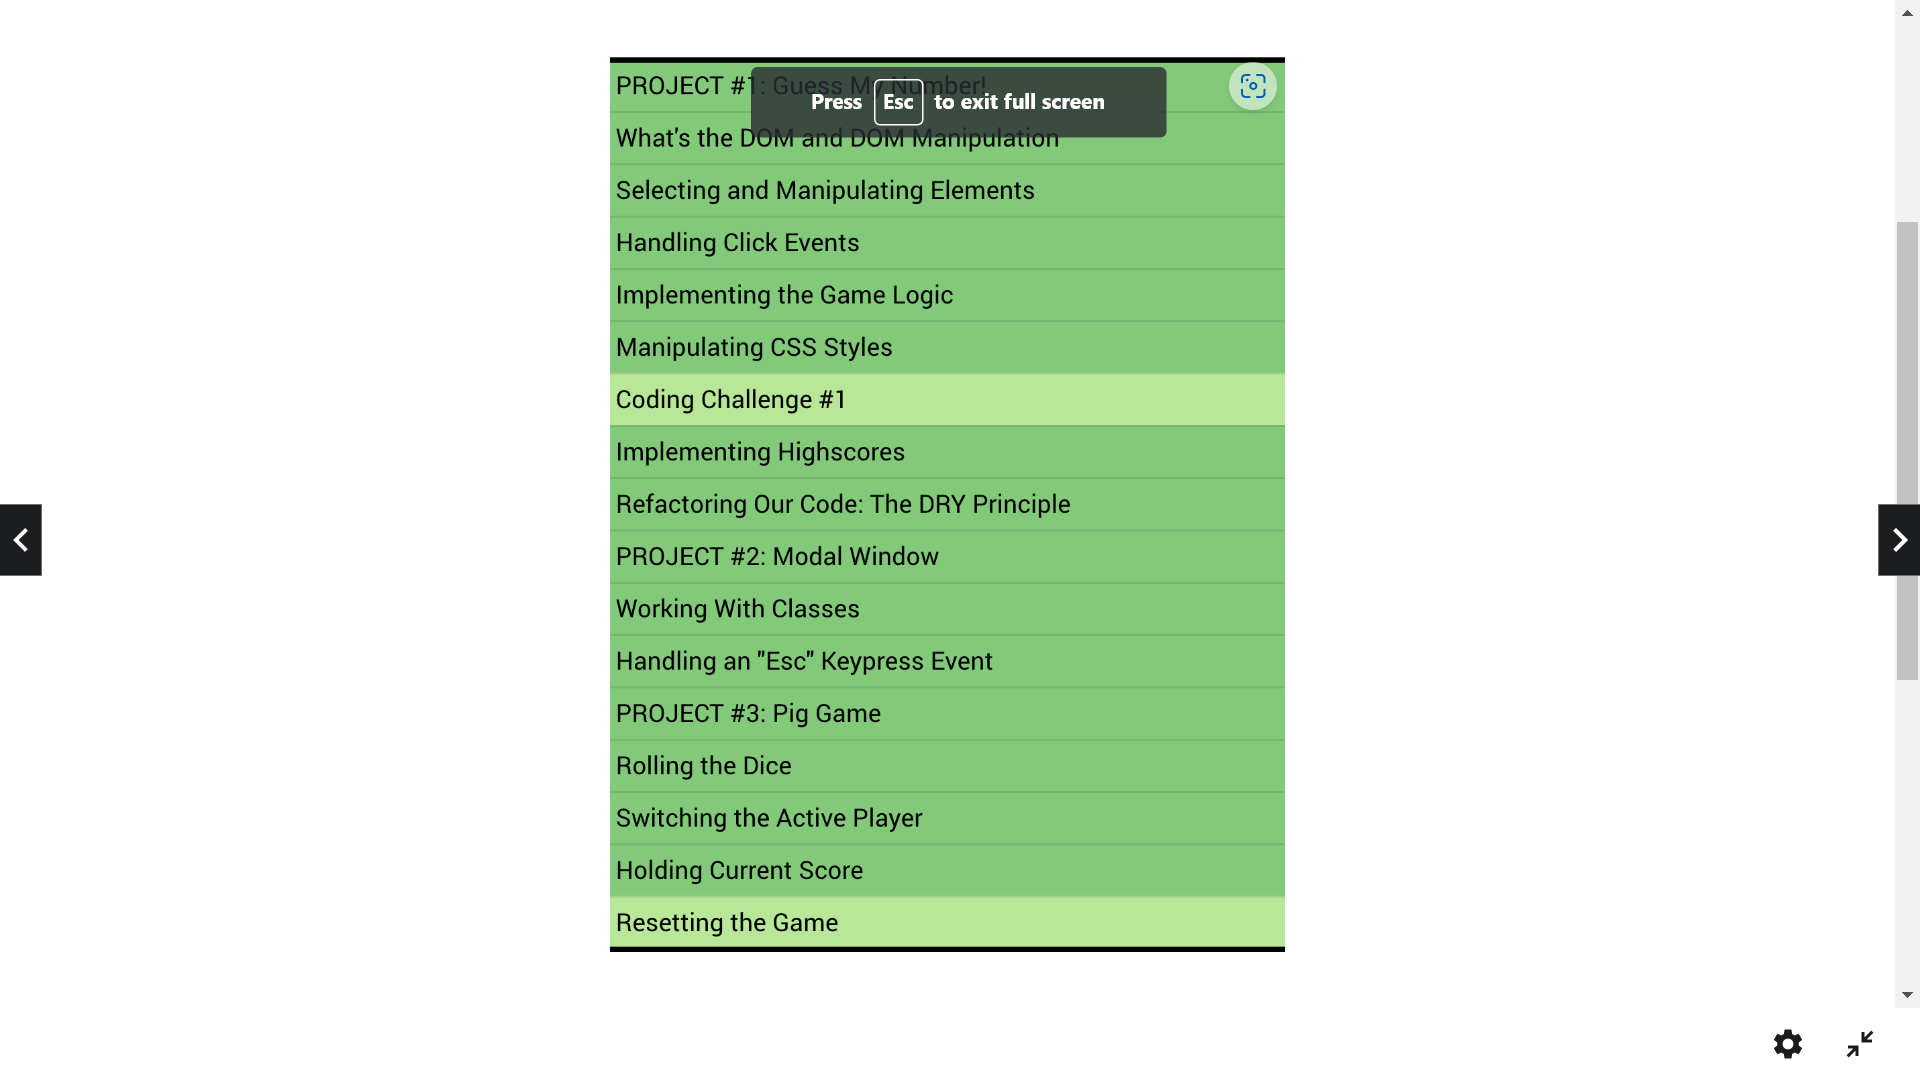 PROJECT #1: Guess My Number!
Press Esc to exit full screen
What's the DOM and DOM Manipulation
Selecting and Manipulating Elements
Handling Click Events
Implementing the Game Logic
Manipulating CSS Styles
Coding Challenge #1
Implementing Highscores
Refactoring Our Code: The DRY Principle
PROJECT #2: Modal Window
Working With Classes
Handling an "Esc" Keypress Event
PROJECT #3: Pig Game
Rolling the Dice
Switching the Active Player
Holding Current Score
Resetting the Game